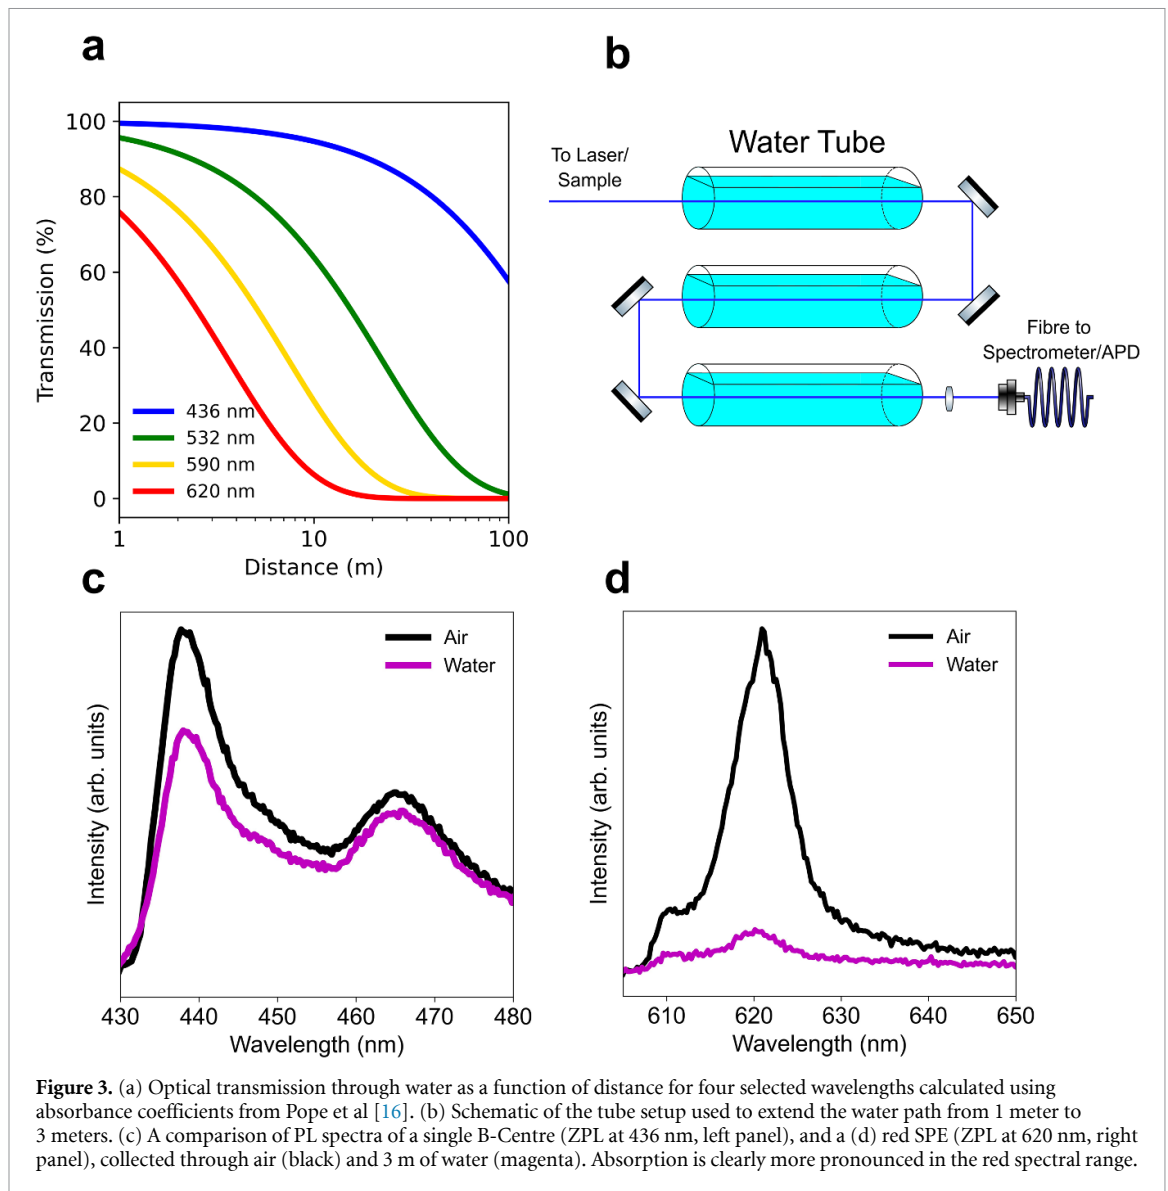 a
b
100
80
60
40
20
0
Transmission (%)
436 nm
532 nm
590 nm
620 nm
1
10
100
Distance (m)
Water Tube
To Laser/
Sample
Fibre to
Spectrometer/APD
c
d
Air
Water
Intensity (arb. units)
430
440
450
460
470
480
Wavelength (nm)
Air
Water
Intensity (arb. units)
610
620
630
640
650
Wavelength (nm)
Figure 3. (a) Optical transmission through water as a function of distance for four selected wavelengths calculated using
absorbance coefficients from Pope et al [16]. (b) Schematic of the tube setup used to extend the water path from 1 meter to
3 meters. (c) A comparison of PL spectra of a single B-Centre (ZPL at 436 nm, left panel), and a (d) red SPE (ZPL at 620 nm, right
panel), collected through air (black) and 3 m of water (magenta). Absorption is clearly more pronounced in the red spectral range.